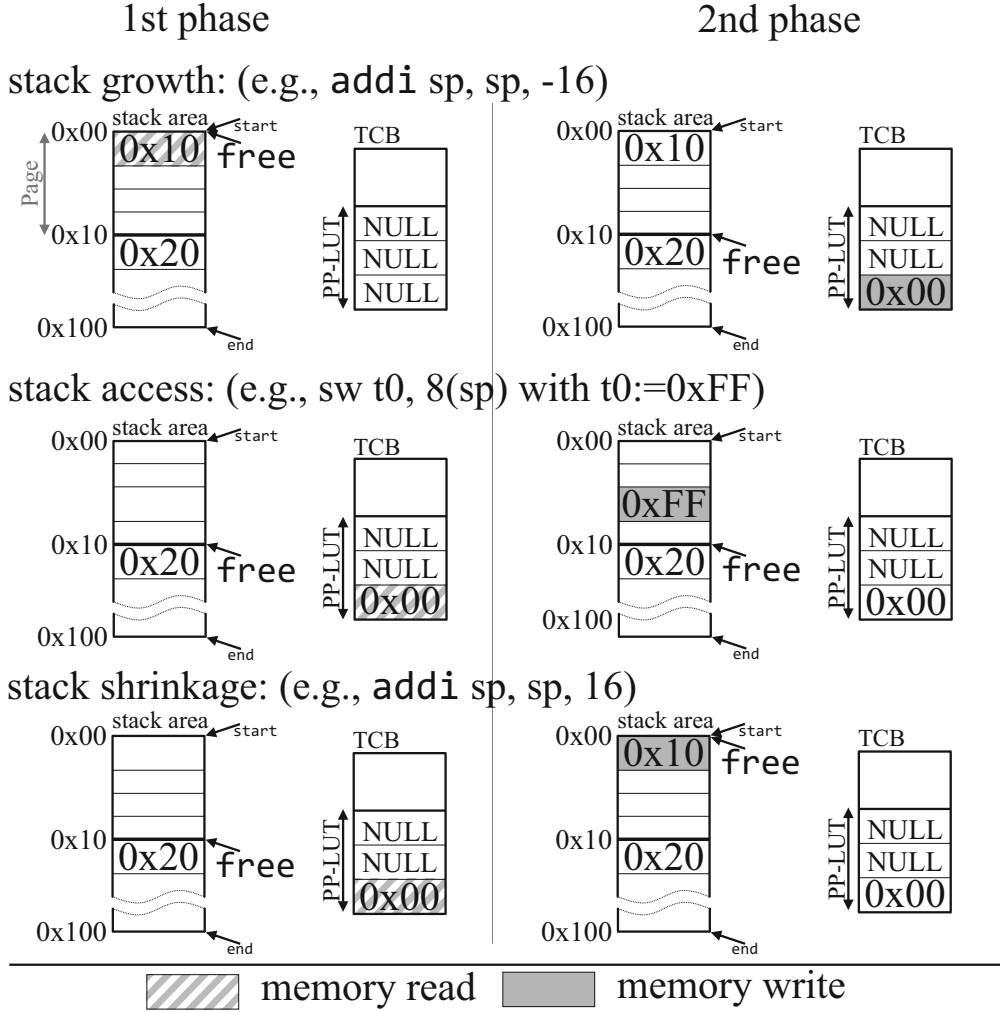 1st phase
2nd phase
stack growth: (e.g., addi sp, sp, -16)
stack area
start
0x00
0x10
free
Page
0x10
0x20
0x100
end
TCB
PP-LUT
NULL
NULL
NULL
stack area
start
0x00
0x10
0x10
0x20
free
0x100
end
TCB
PP-LUT
NULL
NULL
0x00
stack access: (e.g., sw t0, 8(sp) with t0:=0xFF)
stack area
start
0x00
0x10
0x20
free
0x100
end
TCB
PP-LUT
NULL
NULL
0x00
stack area
start
0x00
0xFF
0x10
0x20
free
0x100
end
TCB
PP-LUT
NULL
NULL
0x00
stack shrinkage: (e.g., addi sp, sp, 16)
stack area
start
0x00
0x10
0x20
free
0x100
end
TCB
PP-LUT
NULL
NULL
0x00
stack area
start
0x00
0x10
free
0x10
0x20
0x100
end
TCB
PP-LUT
NULL
NULL
0x00
memory read
memory write